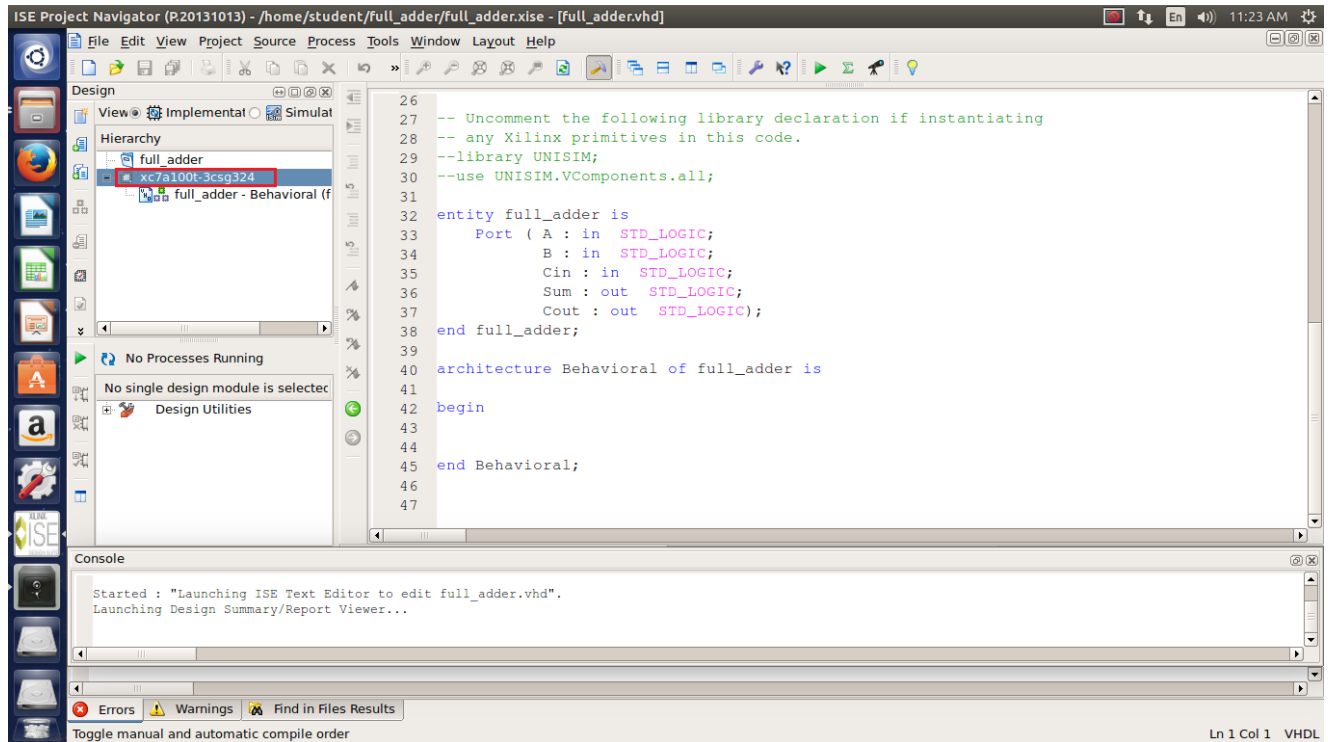 ISE Project Navigator (P.20131013) - /home/student/full_adder/full_adder.xise - [full_adder.vhd]
En
11:23 AM
File Edit View Project Source Process Tools Window Layout Help
»
Design
View Implementat Simulat
Hierarchy
full_adder
xc7a100t-3csg324
full_adder - Behavioral (f
No Processes Running
No single design module is selected
Design Utilities
26
27 -- Uncomment the following library declaration if instantiating
28 -- any Xilinx primitives in this code.
29 --library UNISIM;
30 --use UNISIM.VComponents.all;
31
32 entity full_adder is
33 Port ( A : in STD_LOGIC;
34 B : in STD_LOGIC;
35 Cin : in STD_LOGIC;
36 Sum : out STD_LOGIC;
37 Cout : out STD_LOGIC);
38 end full_adder;
39
40 architecture Behavioral of full_adder is
41
42 begin
43
44
45 end Behavioral;
46
47
XILINX
ISE
Console
Started : "Launching ISE Text Editor to edit full_adder.vhd".
Launching Design Summary/Report Viewer...
Errors Warnings Find in Files Results
Toggle manual and automatic compile order
Ln 1 Col 1 VHDL